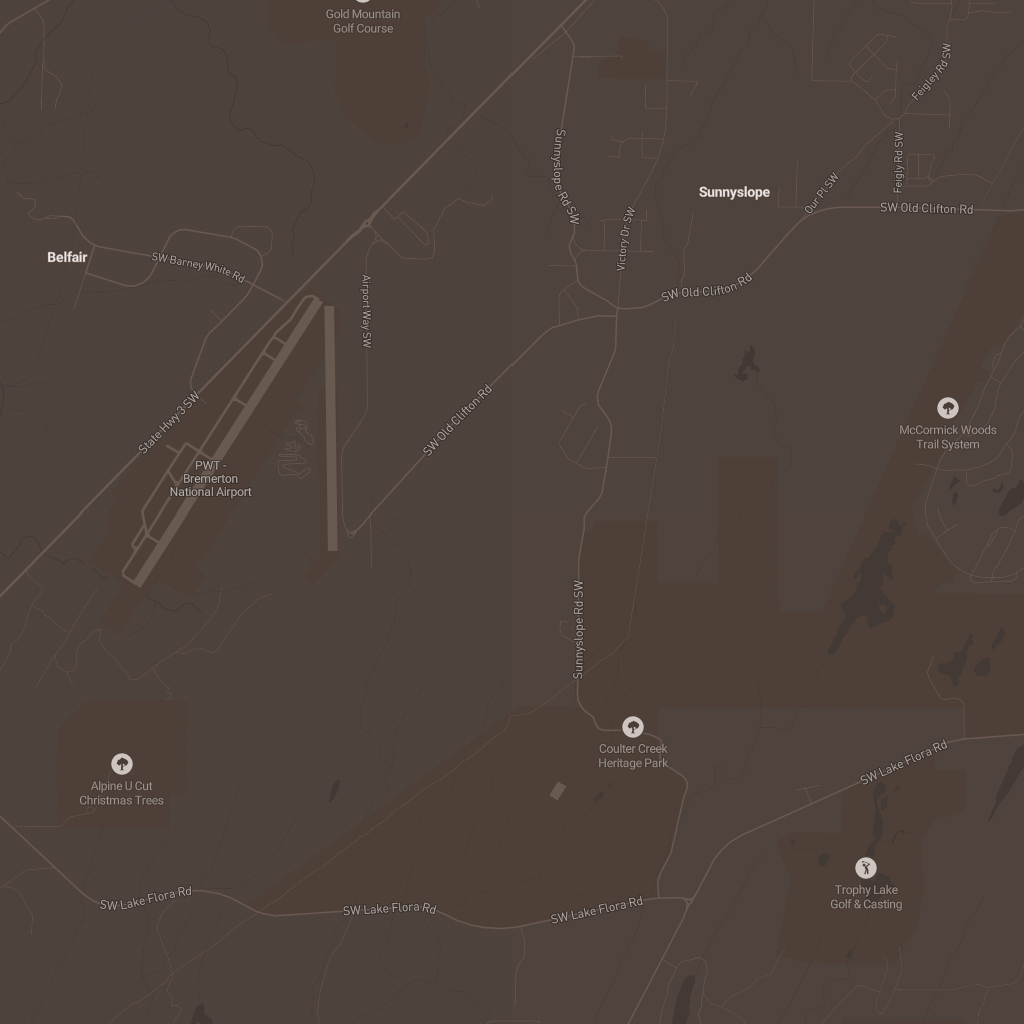 Gold Mountain
Golf Course
Feigley Rd SW
Sunnyslope Rd SW
Feigly Rd SW
Sunnyslope
Our Pl SW
SW Old Clifton Rd
Victory Dr SW
Belfair
SW Barney White Rd
SW Old Clifton Rd
Airport Way SW
State Hwy 3 SW
SW Old Clifton Rd
McCormick Woods
Trail System
PWT -
Bremerton
National Airport
Sunnyslope Rd SW
Coulter Creek
Heritage Park
SW Lake Flora Rd
Alpine U Cut
Christmas Trees
SW Lake Flora Rd
SW Lake Flora Rd
SW Lake Flora Rd
Trophy Lake
Golf & Casting